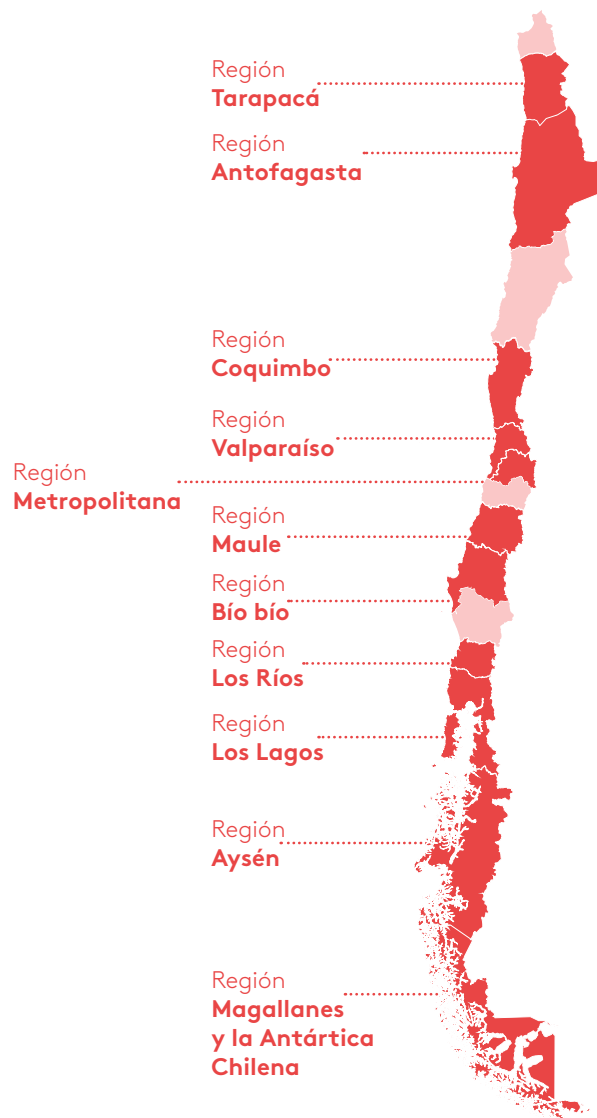 Región
Tarapacá
Región
Antofagasta
Región
Coquimbo
Región
Valparaíso
Región
Metropolitana
Región
Maule
Región
Bío bío
Región
Los Ríos
Región
Los Lagos
Región
Aysén
Región
Magallanes
y la Antártica
Chilena